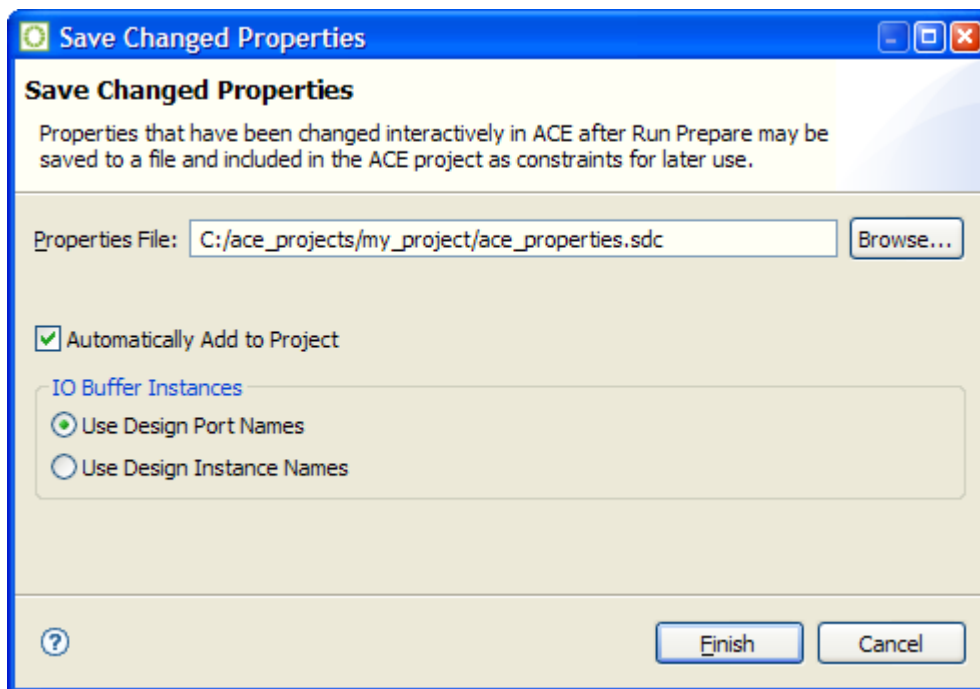 Save Changed Properties
Save Changed Properties
Properties that have been changed interactively in ACE after Run Prepare may be
saved to a file and included in the ACE project as constraints for later use.
Properties File: C:/ace_projects/my_project/ace_properties.sdc Browse...
Automatically Add to Project
IO Buffer Instances
Use Design Port Names
Use Design Instance Names
? Finish Cancel